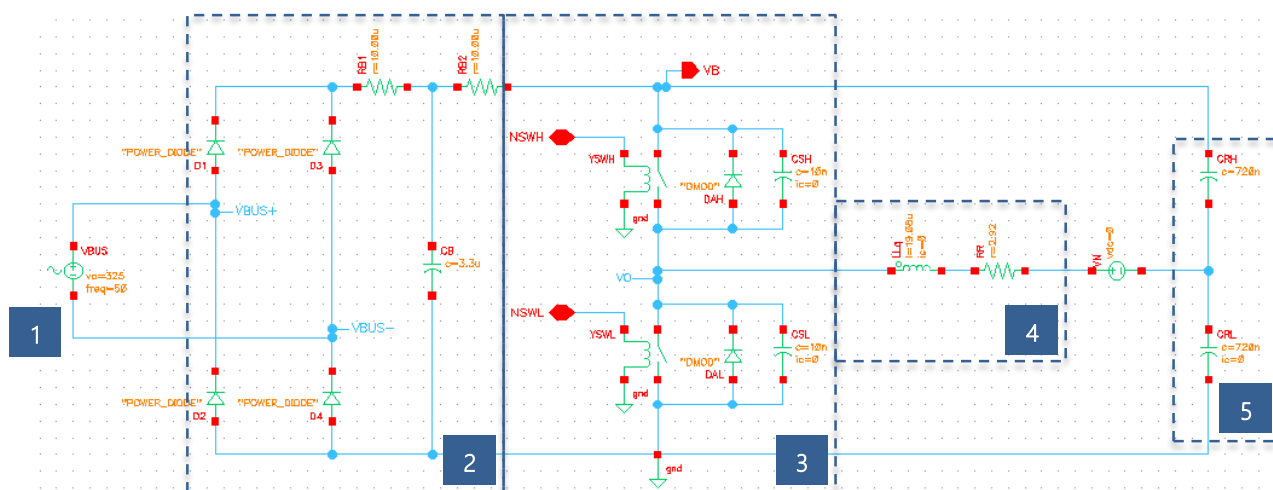 RB1
r=10.00u
RB2
r=10.00u
VB
"POWER_DIODE"
D1
"POWER_DIODE"
D3
NSWH
YSWH
gnd
"DMOD"
DAH
CSH
c=10n
ic=0
CRH
c=720n
VBUS+
VBUS
va=325
freq=50
CB
c=3.3u
VO
LLq
l=19.08u
ic=0
RR
r=2.92
VN
vdc=0
1
VBUS-
NSWL
YSWL
gnd
"DMOD"
DAL
CSL
c=10n
ic=0
4
CRL
c=720n
ic=0
"POWER_DIODE"
D2
"POWER_DIODE"
D4
2
gnd
3
5